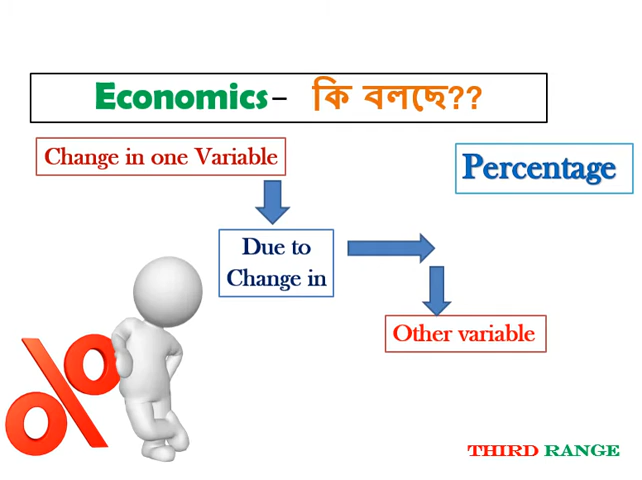 Economics– কি বলছে??
Change in one Variable
Percentage
Due to
Change in
Other variable
%
THIRD RANGE